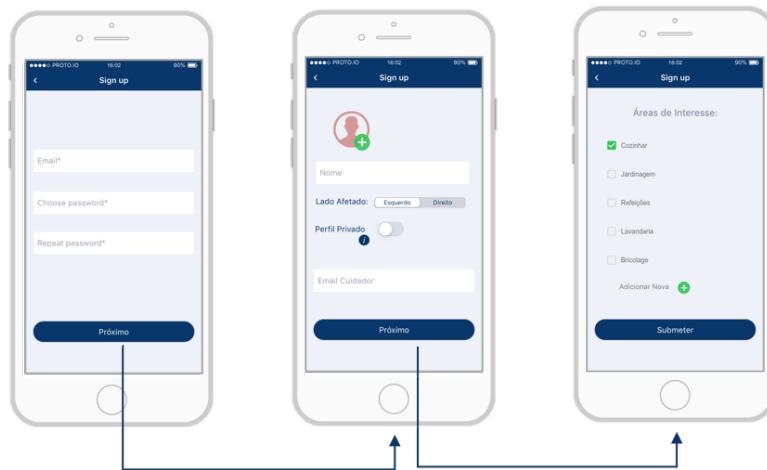 PROTO.IO 16:02 90%
Sign up
Email*
Choose password*
Repeat password*
Próximo
PROTO.IO 16:02 90%
Sign up
Nome
Lado Afetado: Esquerdo Direito
Perfil Privado
i
Email Cuidador
Próximo
PROTO.IO 16:02 90%
Sign up
Áreas de Interesse:
Cozinhar
Jardinagem
Refeições
Lavandaria
Bricolage
Adicionar Nova
Submeter